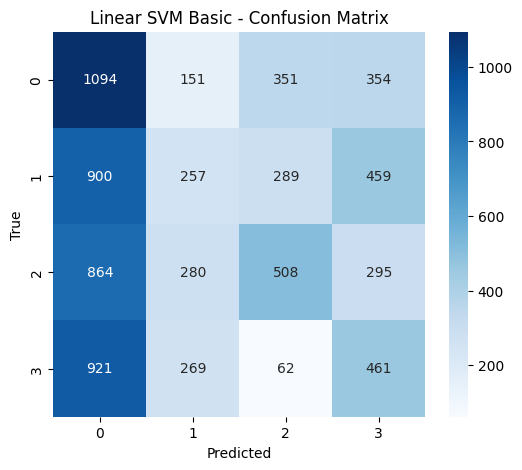 Linear SVM Basic - Confusion Matrix
0 1094 151 351 354
1 900 257 289 459
2 864 280 508 295
3 921 269 62 461
0 1 2 3
True
Predicted
1000
800
600
400
200